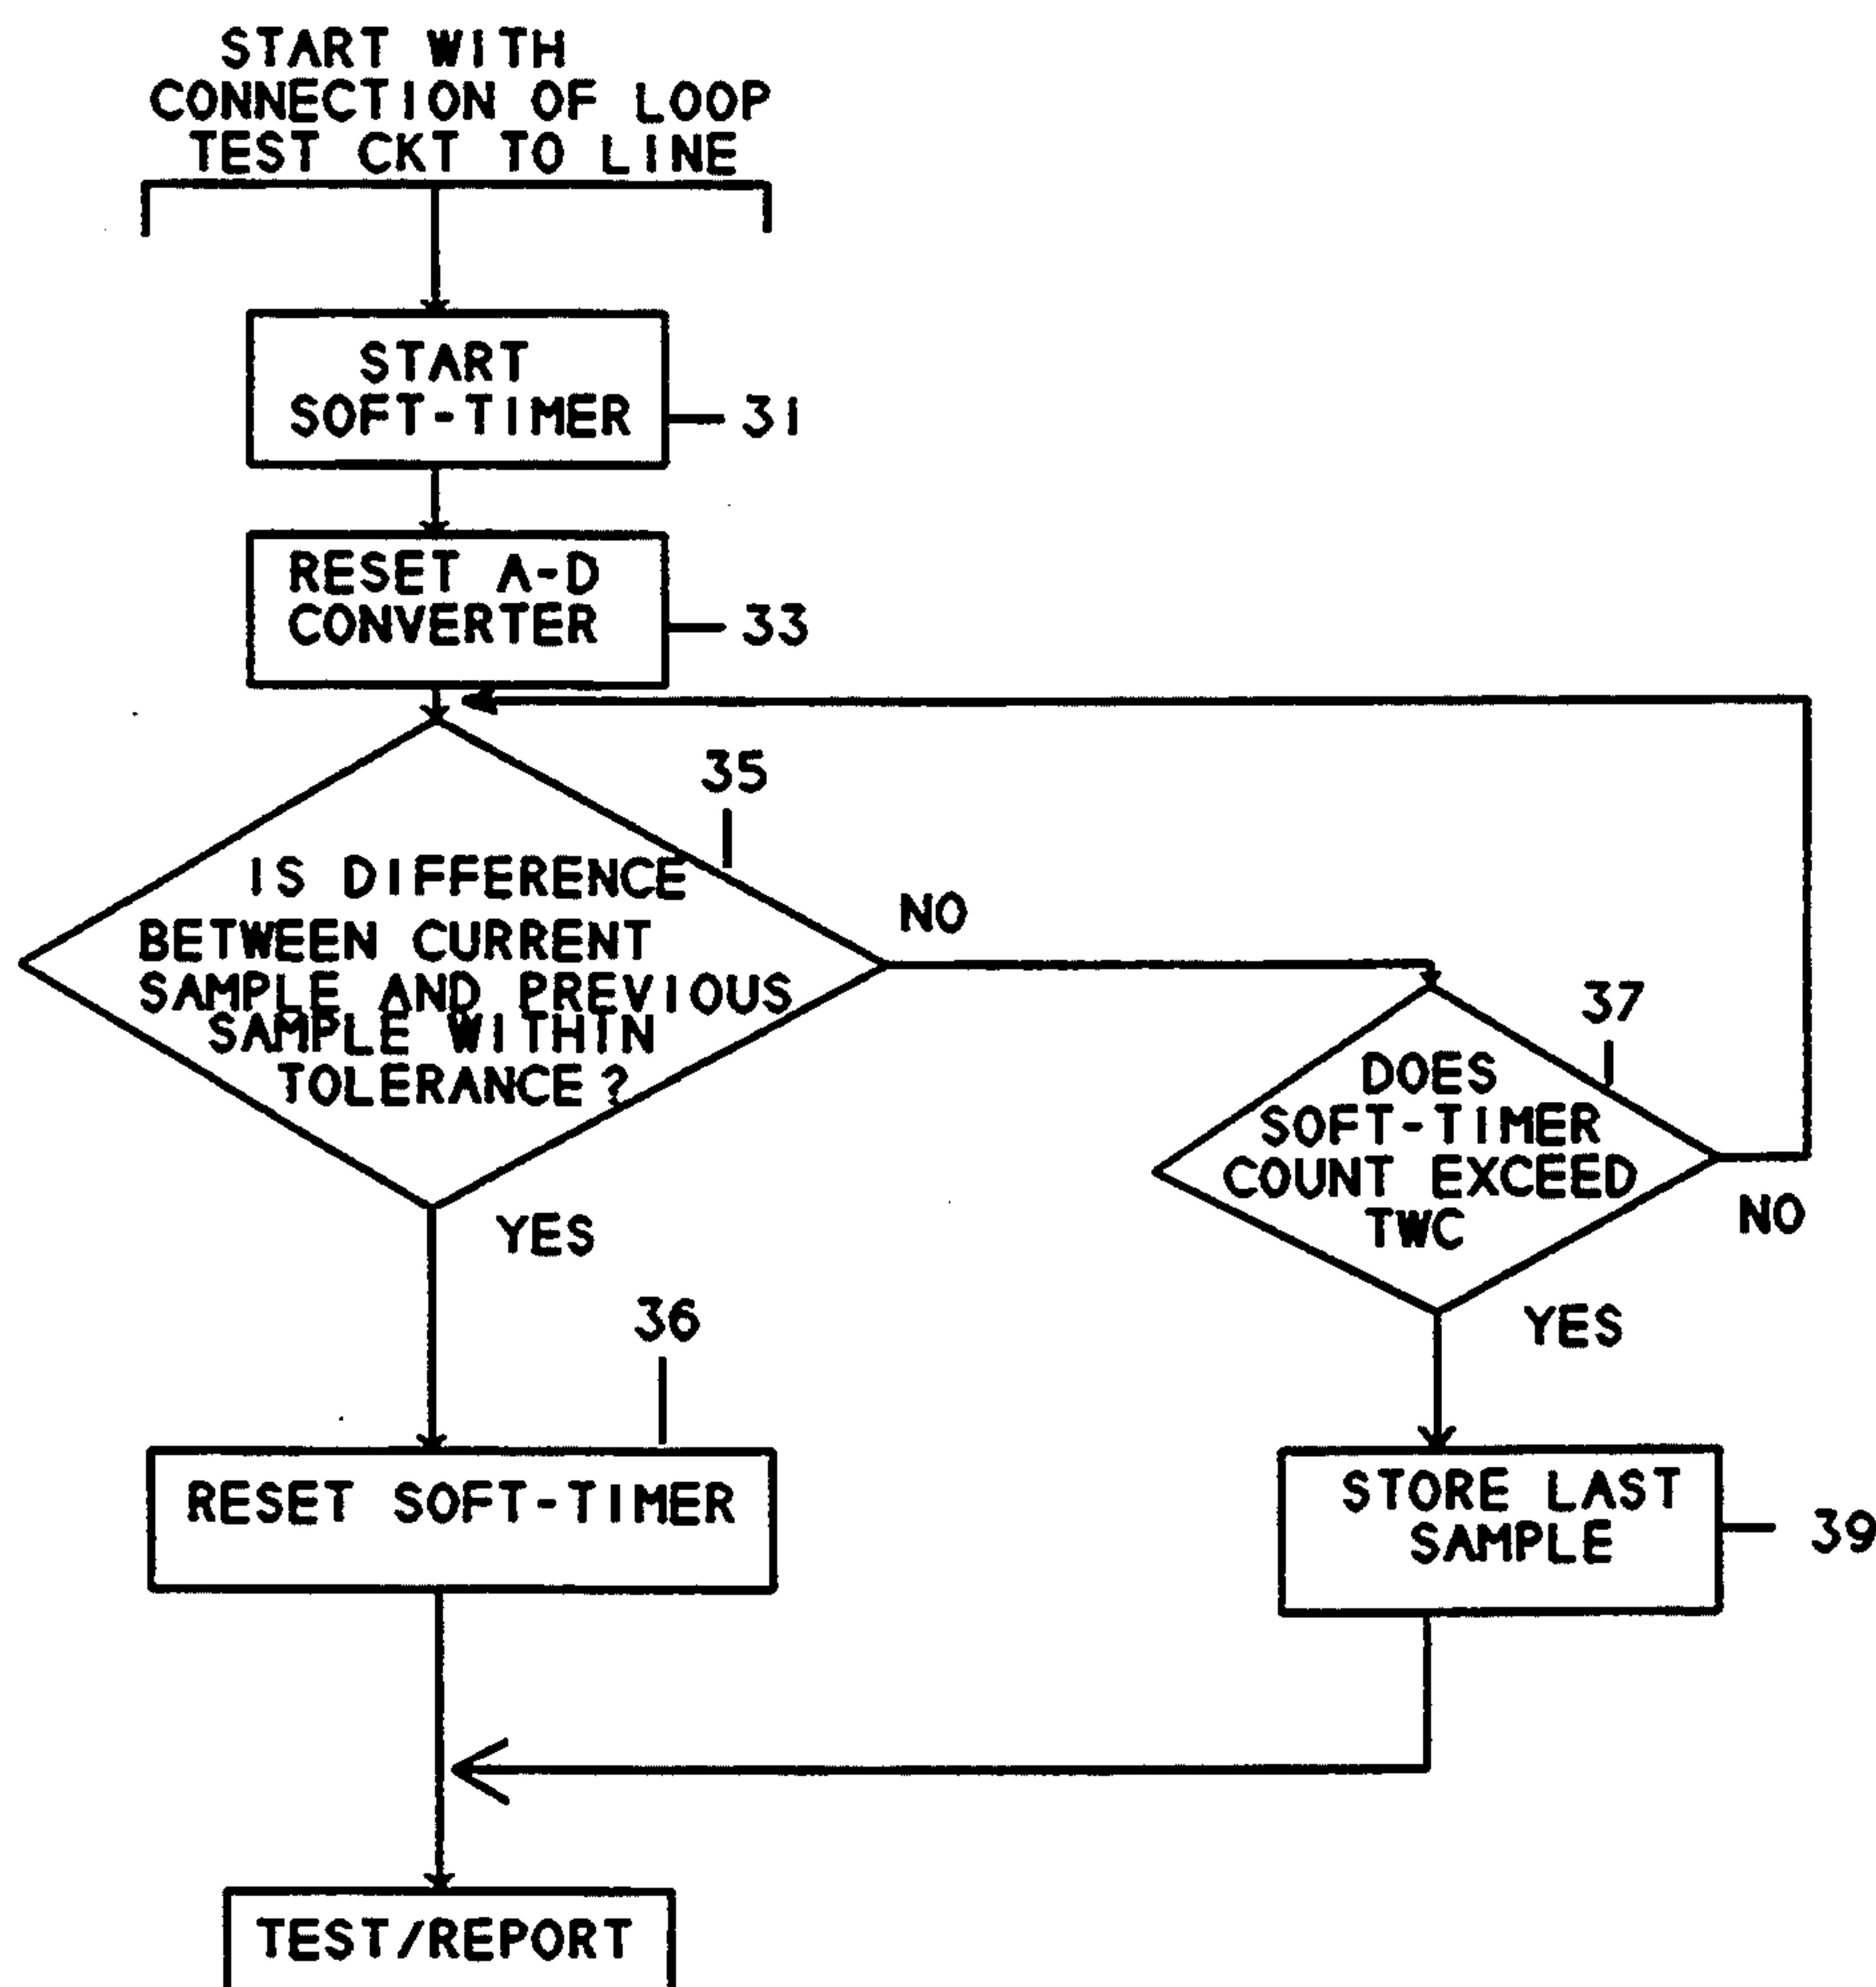 START WITH
CONNECTION OF LOOP
TEST CKT TO LINE
START
SOFT-TIMER
31
RESET A-D
CONVERTER
33
35
IS DIFFERENCE
BETWEEN CURRENT
SAMPLE AND PREVIOUS
SAMPLE WITHIN
TOLERANCE?
NO
YES
37
DOES
SOFT-TIMER
COUNT EXCEED
TWC
NO
YES
36
RESET SOFT-TIMER
STORE LAST
SAMPLE
39
TEST/REPORT